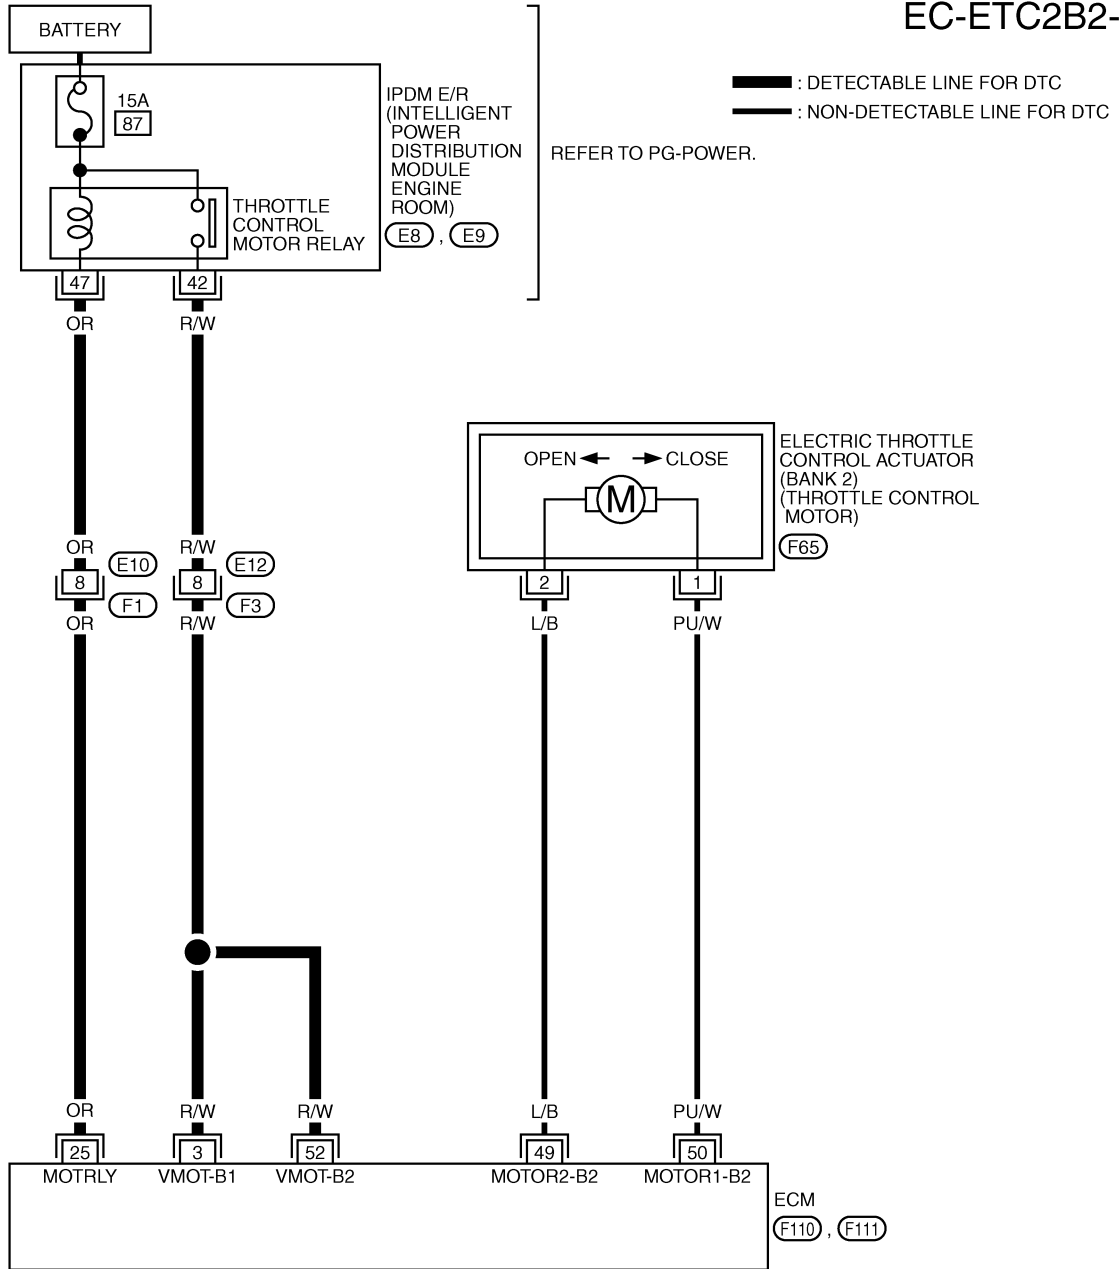 EC-ETC2B2-
BATTERY
: DETECTABLE LINE FOR DTC
: NON-DETECTABLE LINE FOR DTC
15A
87
IPDM E/R
(INTELLIGENT
POWER
DISTRIBUTION
MODULE
ENGINE
ROOM)
E8 , E9
REFER TO PG-POWER.
THROTTLE
CONTROL
MOTOR RELAY
47 42
OR R/W
OPEN CLOSE
M
ELECTRIC THROTTLE
CONTROL ACTUATOR
(BANK 2)
(THROTTLE CONTROL
MOTOR)
F65
OR R/W
E10 E12
8 8
F1 F3
OR R/W
2 1
L/B PU/W
OR R/W R/W L/B PU/W
25 3 52 49 50
MOTRLY VMOT-B1 VMOT-B2 MOTOR2-B2 MOTOR1-B2
ECM
F110 , F111